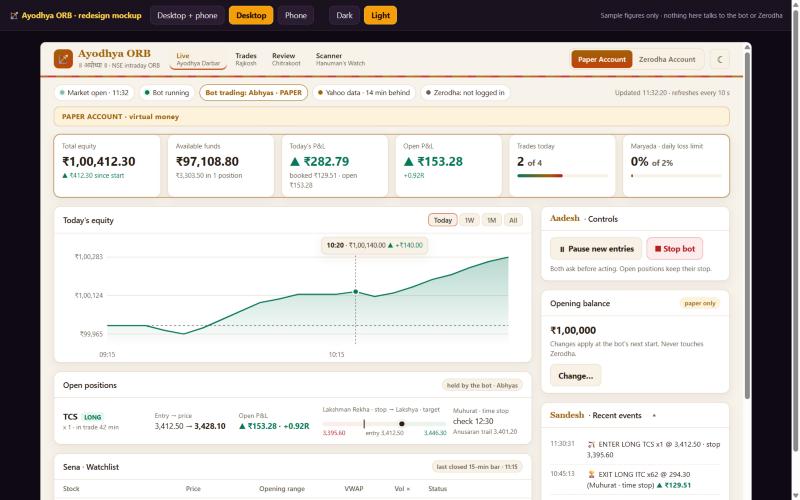 Ayodhya ORB · redesign mockup
Desktop + phone
Desktop
Phone
Dark
Light
Sample figures only · nothing here talks to the bot or Zerodha
Ayodhya ORB
॥ अयोध्या ॥ · NSE intraday ORB
Live
Ayodhya Darbar
Trades
Rajkosh
Review
Chitrakoot
Scanner
Hanuman's Watch
Paper Account
Zerodha Account
Market open · 11:32
Bot running
Bot trading: Abhyas · PAPER
Yahoo data · 14 min behind
Zerodha: not logged in
Updated 11:32:20 · refreshes every 10 s
PAPER ACCOUNT · virtual money
Total equity
₹1,00,412.30
▲ ₹412.30 since start
Available funds
₹97,108.80
₹3,303.50 in 1 position
Today's P&L
▲ ₹282.79
booked ₹129.51 · open
₹153.28
Open P&L
▲ ₹153.28
+0.92R
Trades today
2 of 4
Maryada · daily loss limit
0% of 2%
Today's equity
Today
1W
1M
All
10:20 · ₹1,00,140.00 ▲ +₹140.00
₹1,00,283
₹1,00,124
₹99,965
09:15
10:15
Aadesh · Controls
⏸ Pause new entries
■ Stop bot
Both ask before acting. Open positions keep their stop.
Opening balance
paper only
₹1,00,000
Changes apply at the bot's next start. Never touches
Zerodha.
Change...
Open positions
held by the bot · Abhyas
TCS LONG
x 1 · in trade 42 min
Entry → price
3,412.50 → 3,428.10
Open P&L
▲ ₹153.28 · +0.92R
Lakshman Rekha · stop → Lakshya · target
3,395.60
entry 3,412.50
3,446.30
Muhurat · time stop
check 12:30
Anusaran trail 3,401.20
Sandesh · Recent events
11:30:31
ENTER LONG TCS x1 @ 3,412.50 · stop
3,395.60
10:45:13
EXIT LONG ITC x62 @ 294.30
(Muhurat · time stop) ▲ ₹129.51
Sena · Watchlist
last closed 15-min bar · 11:15
Stock
Price
Opening range
VWAP
Vol ×
Status